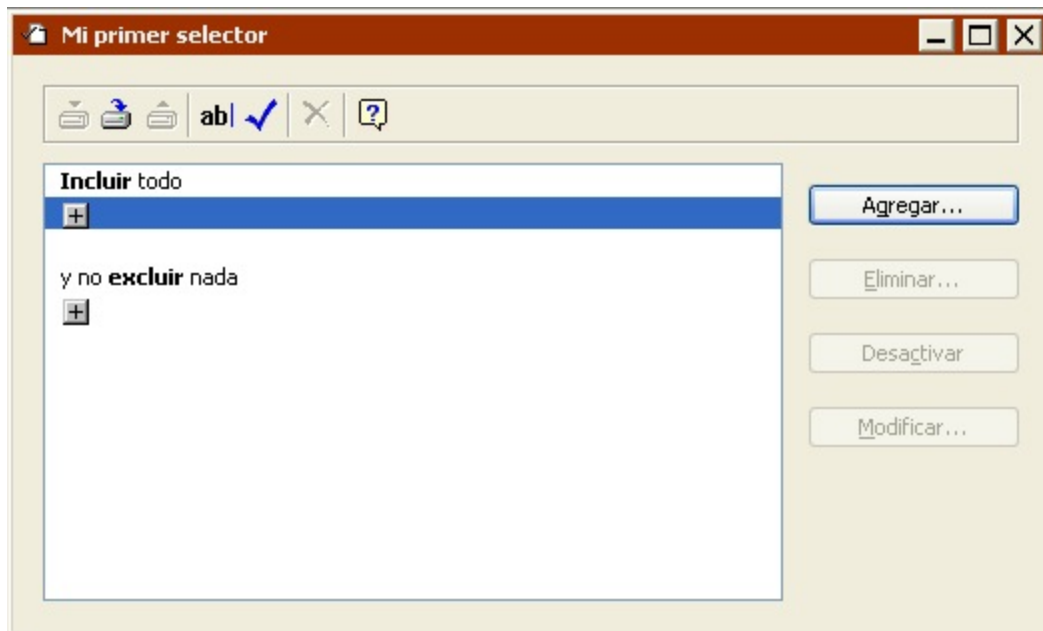 Mi primer selector
ab
Incluir todo
Agregar...
y no excluir nada
Eliminar...
Desactivar
Modificar...